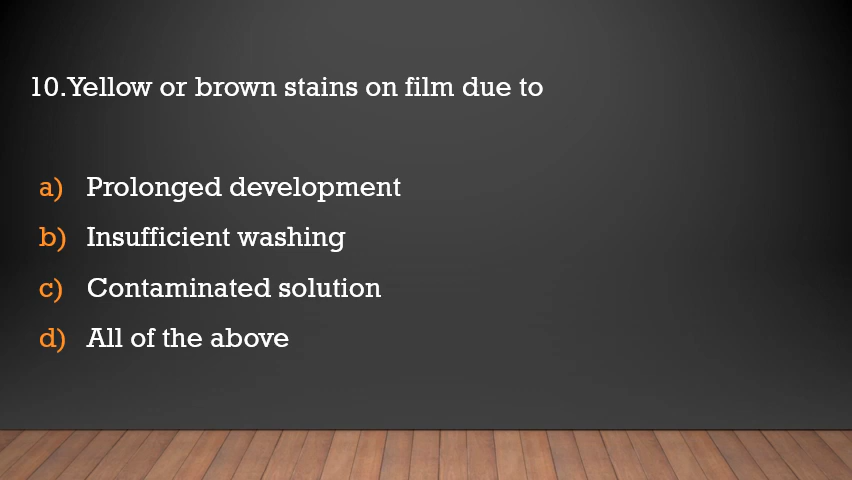 10.Yellow or brown stains on film due to
a) Prolonged development
b) Insufficient washing
c) Contaminated solution
d) All of the above